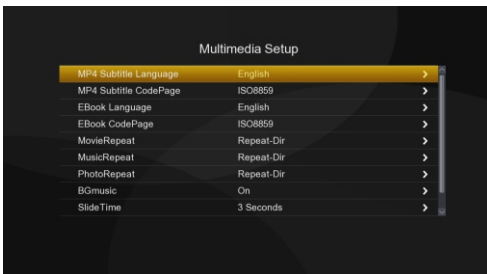 Multimedia Setup
MP4 Subtitle Language English
MP4 Subtitle CodePage ISO8859
EBook Language English
EBook CodePage ISO8859
MovieRepeat Repeat-Dir
MusicRepeat Repeat-Dir
PhotoRepeat Repeat-Dir
BGmusic On
SlideTime 3 Seconds